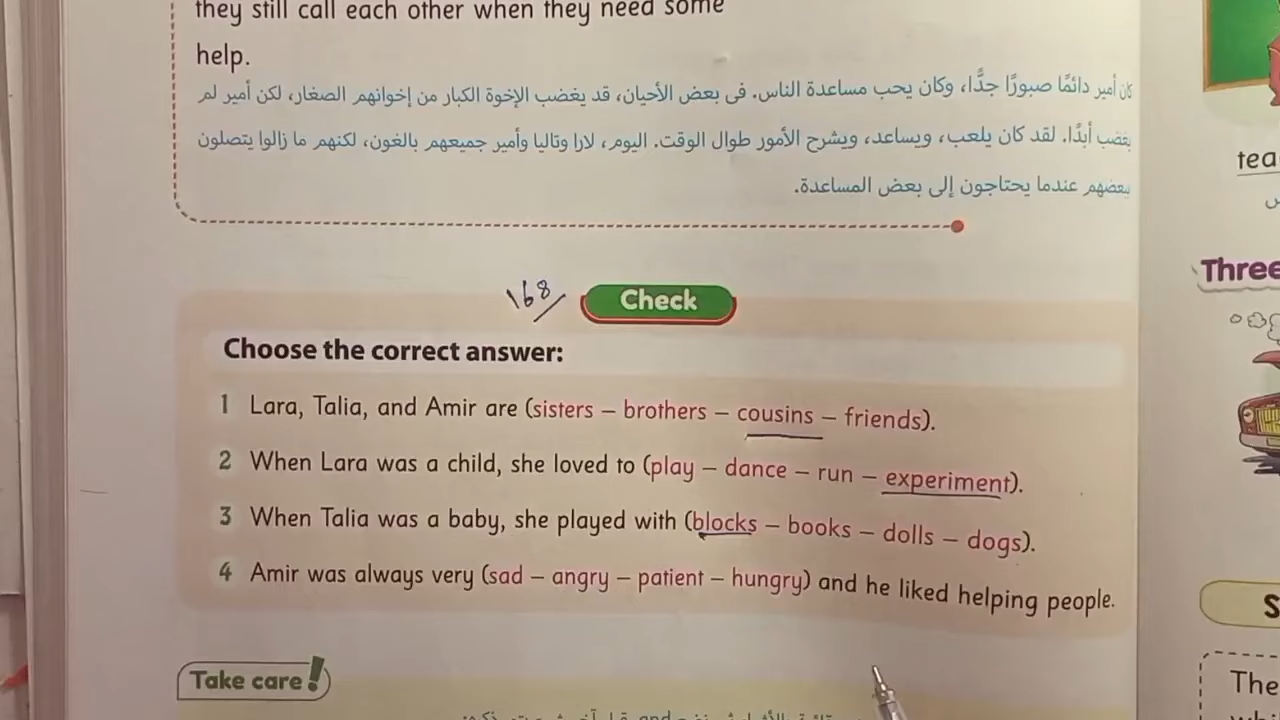 they still call each other when they need some
help.
كان أمير دائمًا صبورًا جدًّا، وكان يحب مساعدة الناس. فى بعض الأحيان، قد يغضب الإخوة الكبار من إخوانهم الصغار، لكن أمير لم
يغضب أبدًا. لقد كان يلعب، ويساعد، ويشرح الأمور طوال الوقت. اليوم، لارا وتاليا وأمير جميعهم بالغون، لكنهم ما زالوا يتصلون
ببعضهم عندما يحتاجون إلى بعض المساعدة.
168
Check
Choose the correct answer:
1 Lara, Talia, and Amir are (sisters – brothers – cousins – friends).
2 When Lara was a child, she loved to (play – dance – run – experiment).
3 When Talia was a baby, she played with (blocks – books – dolls – dogs).
4 Amir was always very (sad – angry – patient – hungry) and he liked helping people.
Take care!
Three
The